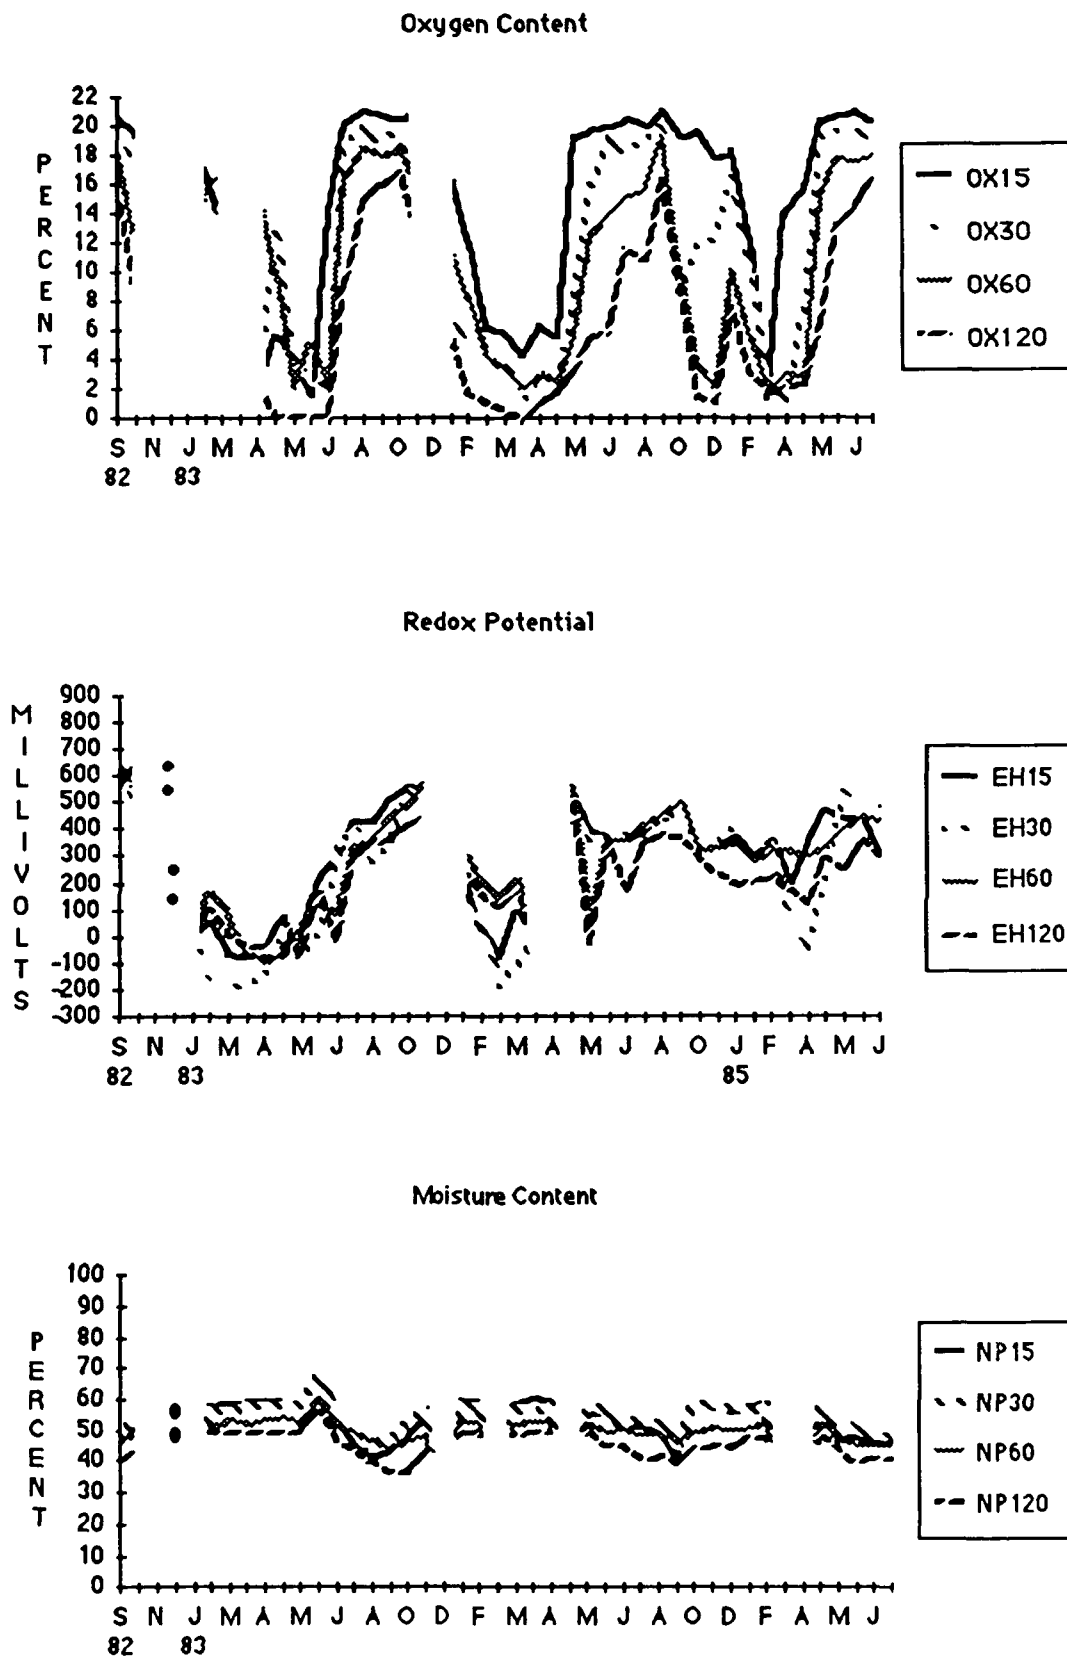 Oxygen Content
PERCENT
22
20
18
16
14
12
10
8
6
4
2
0
S N J M A M J A O D F M A M J A O D F A M J
82 83
OX15
OX30
OX60
OX120
Redox Potential
MILLIVOLTS
900
800
700
600
500
400
300
200
100
0
-100
-200
-300
S N J M A M J A O D F M A M J A O J F A M J
82 83 85
EH15
EH30
EH60
EH120
Moisture Content
PERCENT
100
90
80
70
60
50
40
30
20
10
0
S N J M A M J A O D F M A M J A O D F A M J
82 83
NP15
NP30
NP60
NP120